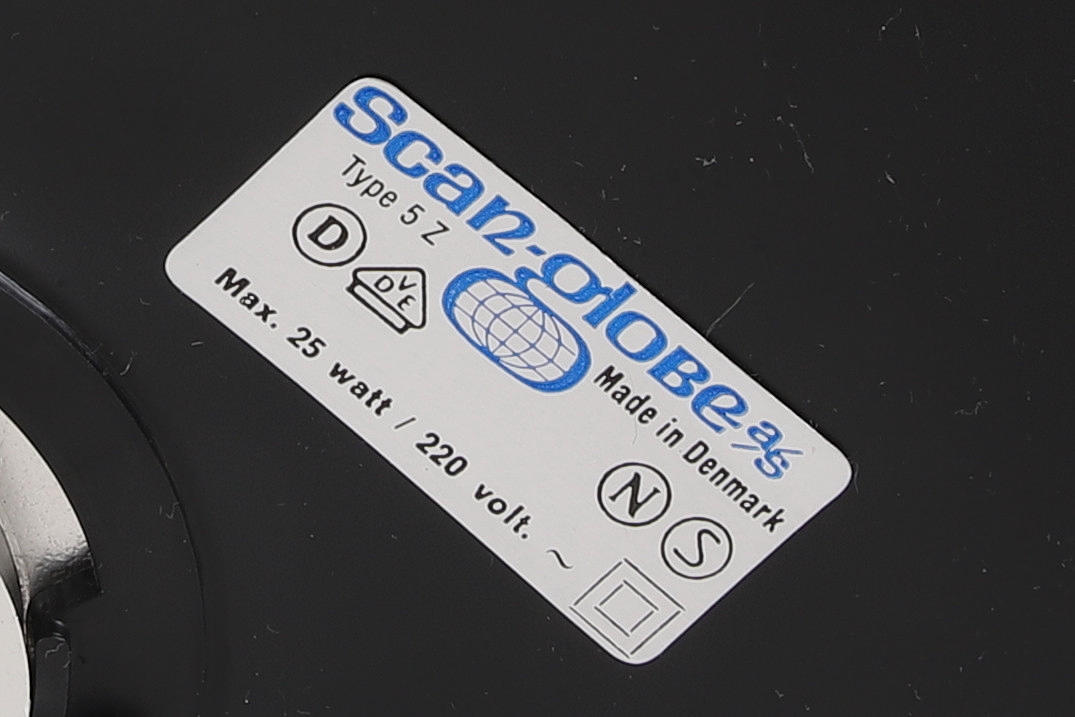 Scan-globe a/s
Type 5 Z
Made in Denmark
D
DVE
N
S
Max. 25 watt / 220 volt. ~